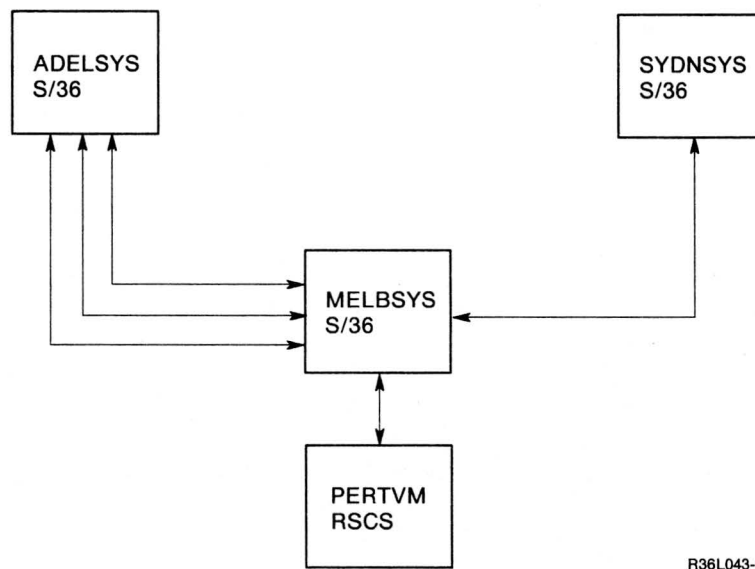 ADELSYS
S/36
SYDNSYS
S/36
MELBSYS
S/36
PERTVM
RSCS
R36L043-